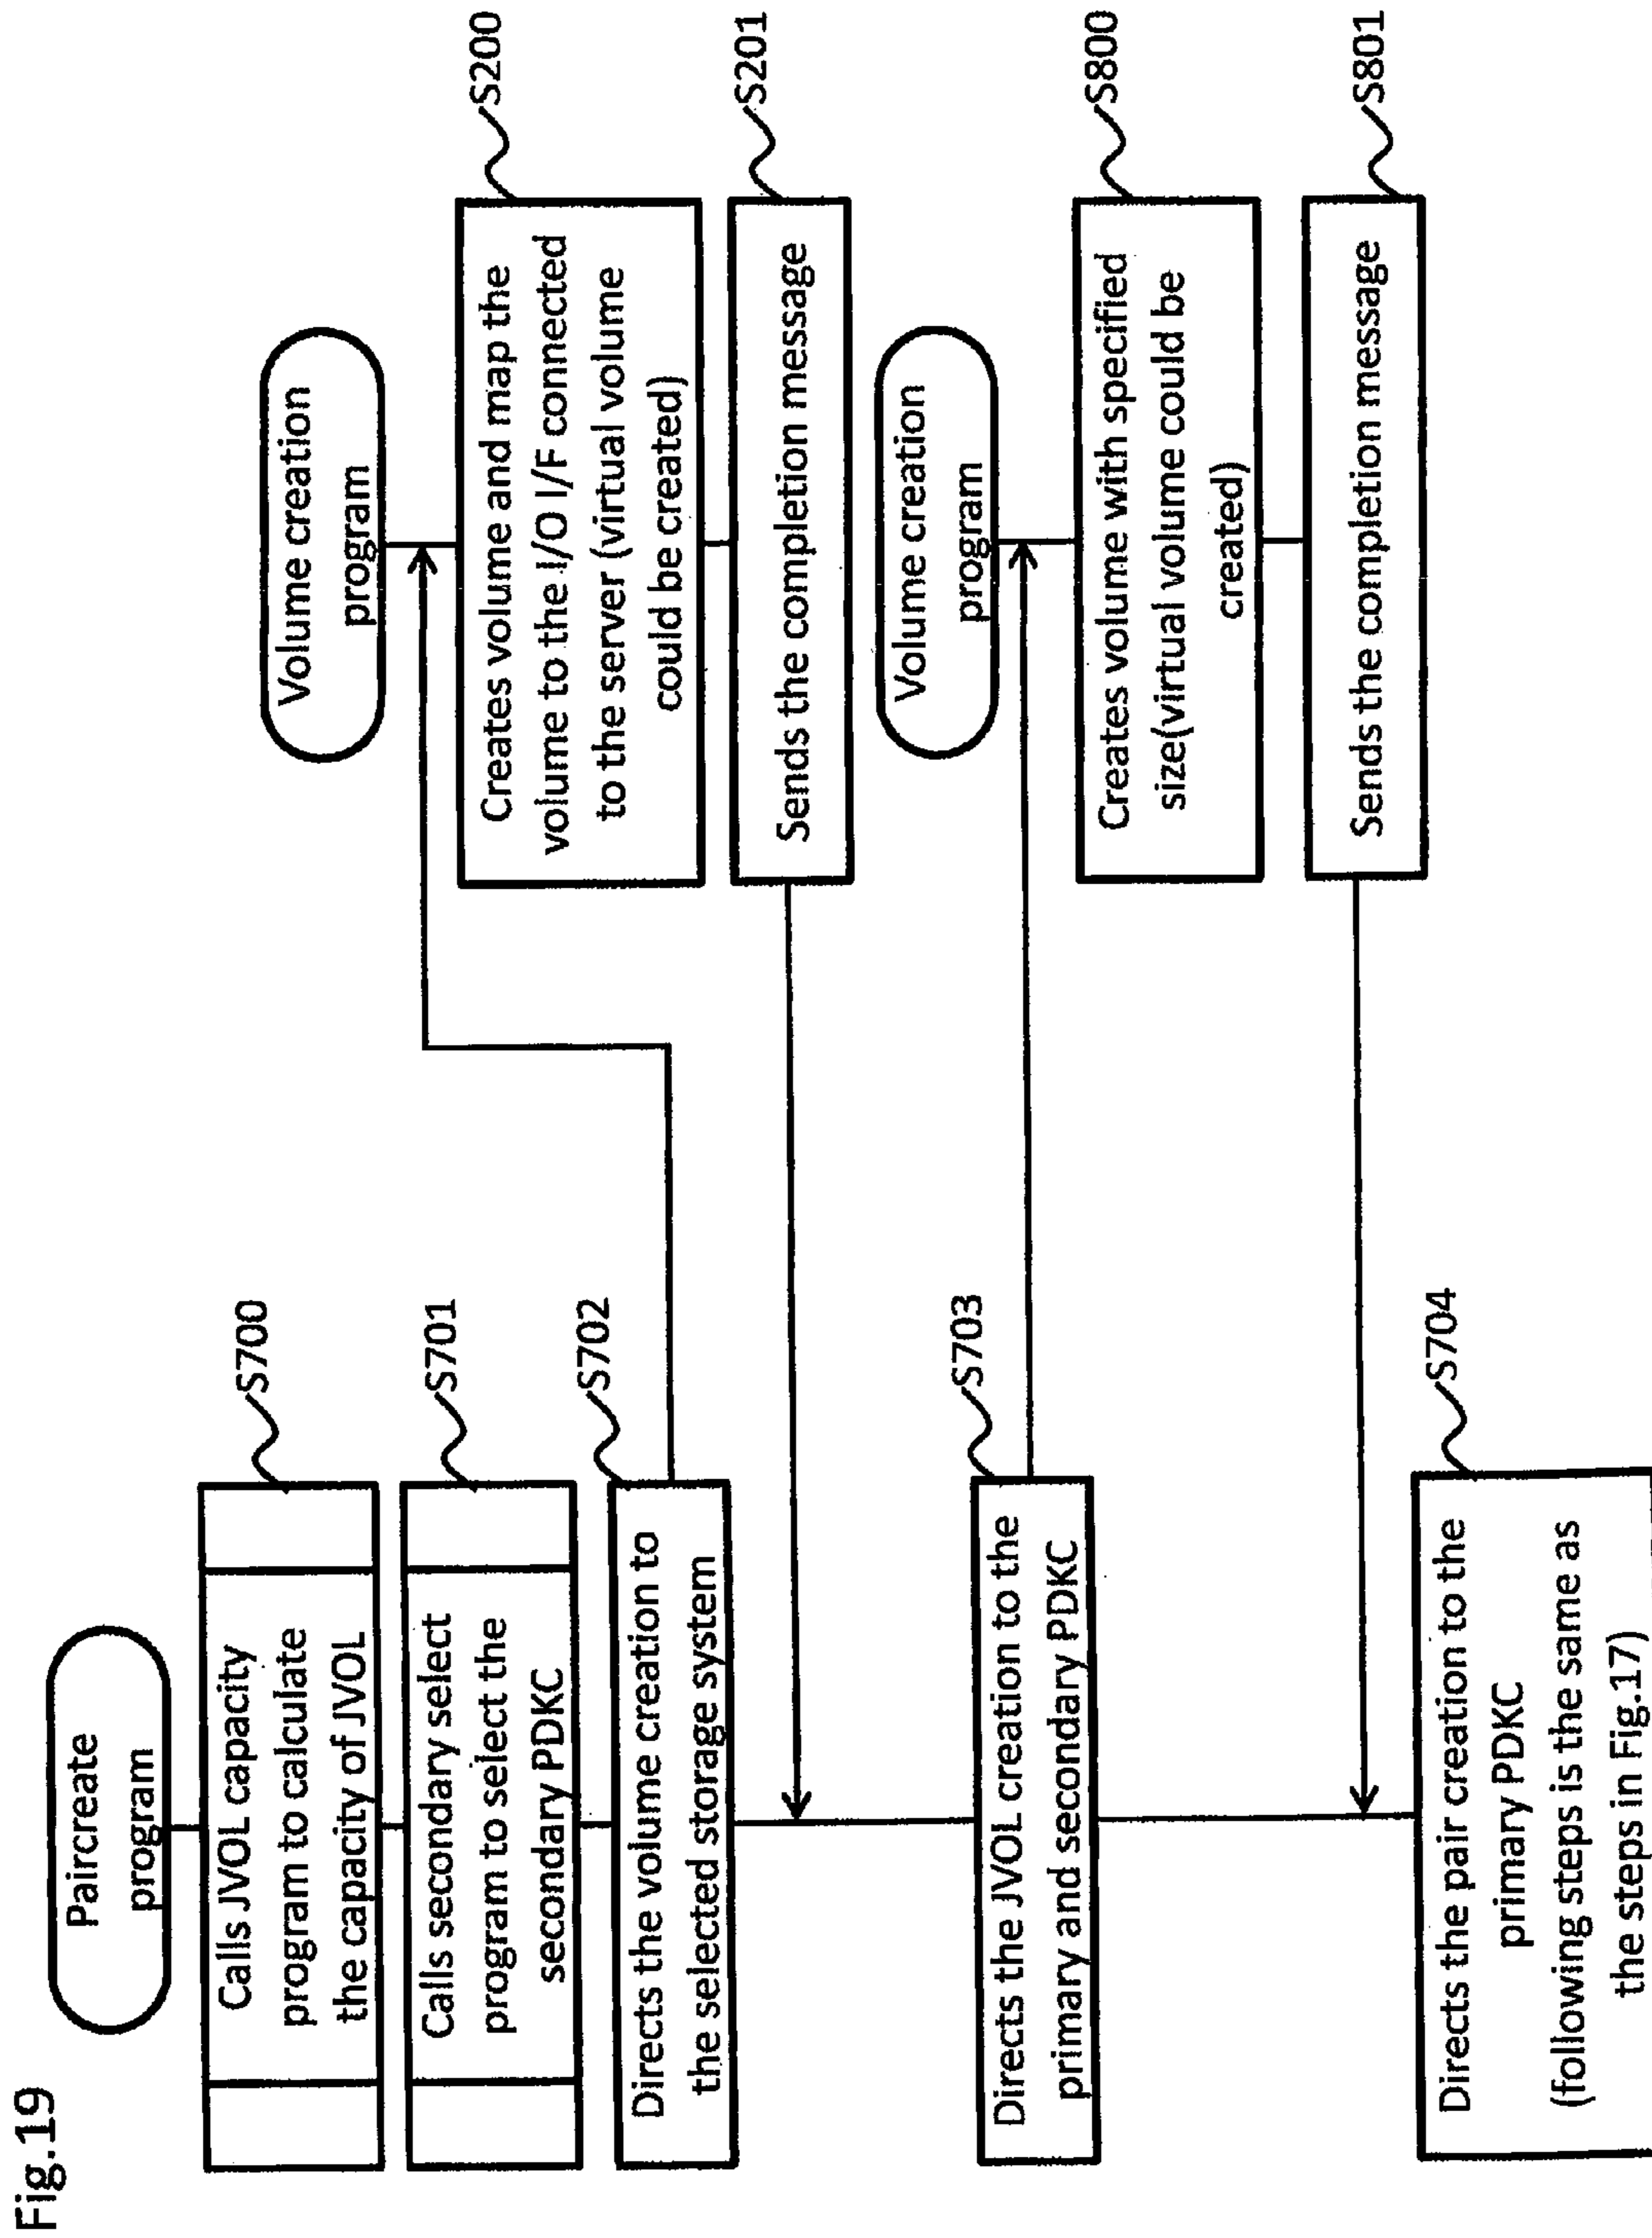 Fig.19
Paircreate
program
Calls JVOL capacity
program to calculate
the capacity of JVOL
S700
Calls secondary select
program to select the
secondary PDKC
S701
Directs the volume creation to
the selected storage system
S702
Directs the JVOL creation to the
primary and secondary PDKC
S703
Directs the pair creation to the
primary PDKC
(following steps is the same as
the steps in Fig.17)
S704
Volume creation
program
Creates volume and map the
volume to the I/O I/F connected
to the server (virtual volume
could be created)
S200
Sends the completion message
S201
Volume creation
program
Creates volume with specified
size(virtual volume could be
created)
S800
Sends the completion message
S801